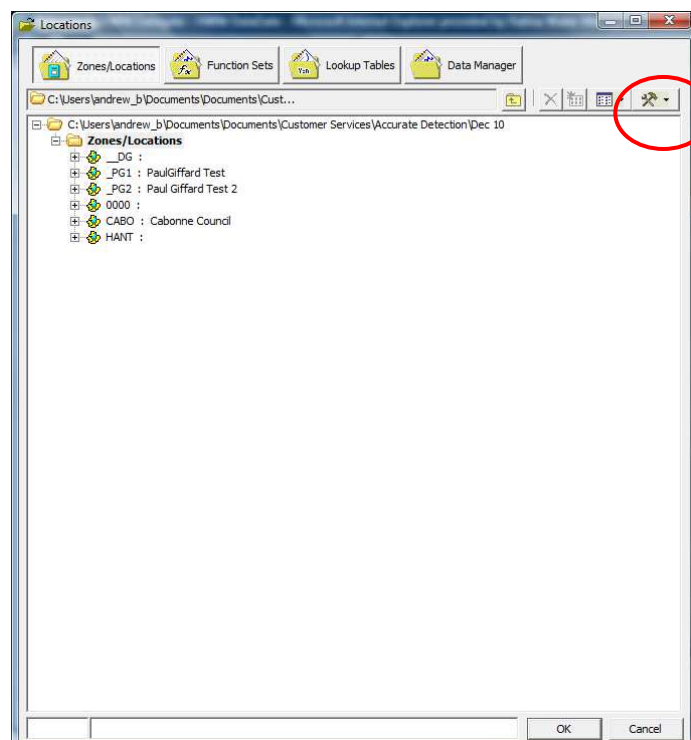 Locations
Zones/Locations Function Sets Lookup Tables Data Manager
C:\Users\andrew_b\Documents\Documents\Cust...
C:\Users\andrew_b\Documents\Documents\Customer Services\Accurate Detection\Dec 10
Zones/Locations
__DG :
_PG1 : PaulGiffard Test
_PG2 : Paul Giffard Test 2
0000 :
CABO : Cabonne Council
HANT :
OK Cancel